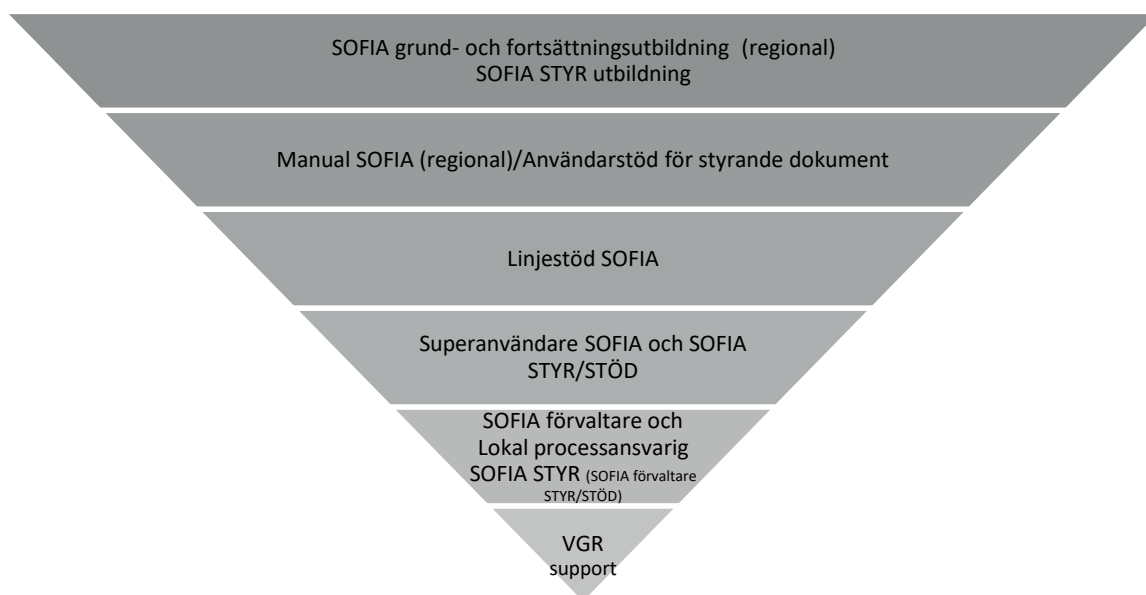 SOFIA grund- och fortsättningsutbildning (regional)
SOFIA STYR utbildning
Manual SOFIA (regional)/Användarstöd för styrande dokument
Linjestöd SOFIA
Superanvändare SOFIA och SOFIA
STYR/STÖD
SOFIA förvaltare och
Lokal processansvarig
SOFIA STYR (SOFIA förvaltare
STYR/STÖD)
VGR
support